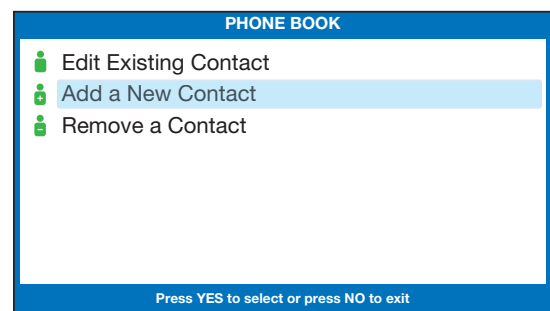 PHONE BOOK
Edit Existing Contact
Add a New Contact
Remove a Contact
Press YES to select or press NO to exit